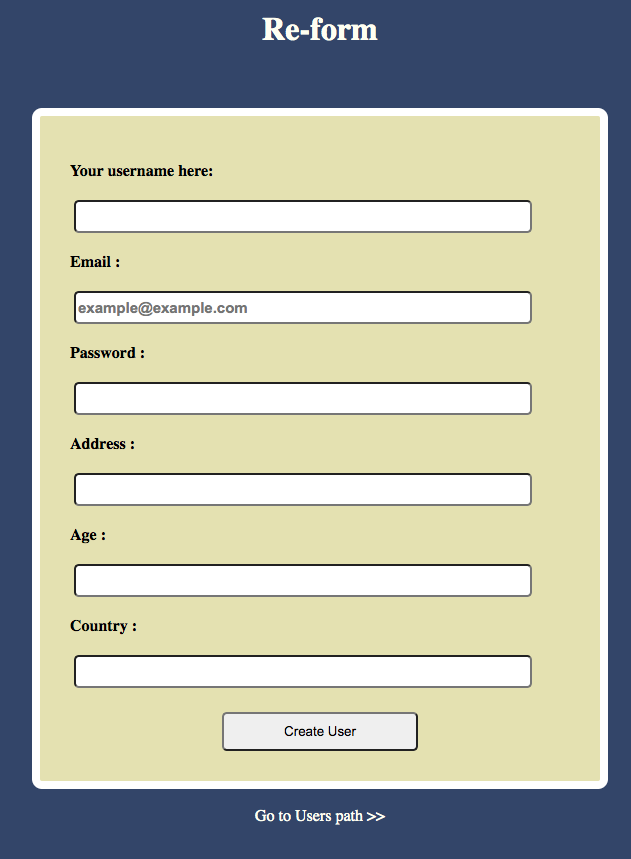 Re-form
Your username here:
Email :
example@example.com
Password :
Address :
Age :
Country :
Create User
Go to Users path >>